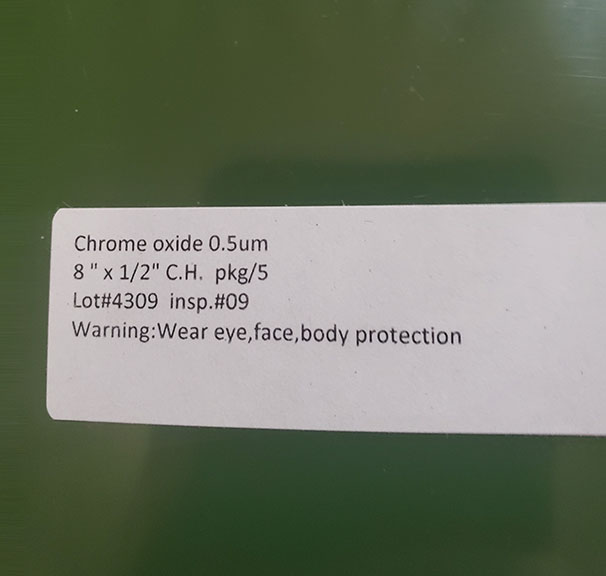 Chrome oxide 0.5um
8 " x 1/2" C.H. pkg/5
Lot#4309 insp.#09
Warning:Wear eye,face,body protection